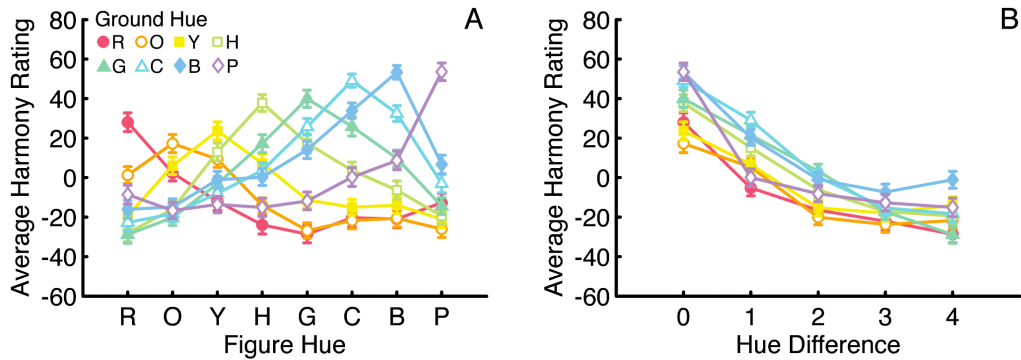 A
Ground Hue
R O Y H
G C B P
Average Harmony Rating
80
60
40
20
0
-20
-40
-60
R O Y H G C B P
Figure Hue
B
Average Harmony Rating
80
60
40
20
0
-20
-40
-60
0 1 2 3 4
Hue Difference